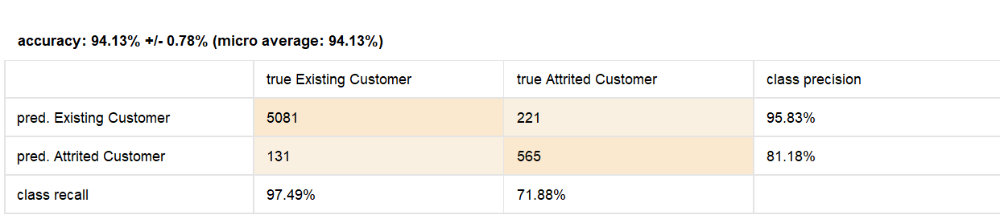 accuracy: 94.13% +/- 0.78% (micro average: 94.13%)
true Existing Customer true Attrited Customer class precision
pred. Existing Customer 5081 221 95.83%
pred. Attrited Customer 131 565 81.18%
class recall 97.49% 71.88%